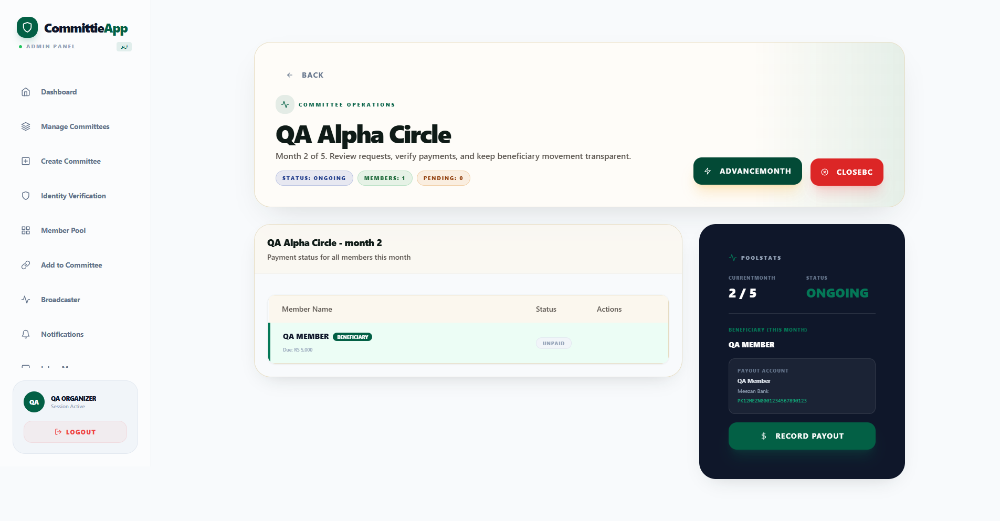 CommittieApp
ADMIN PANEL
اردو
Dashboard
Manage Committees
Create Committee
Identity Verification
Member Pool
Add to Committee
Broadcaster
Notifications
QA
QA ORGANIZER
Session Active
LOGOUT
BACK
COMMITTEE OPERATIONS
QA Alpha Circle
Month 2 of 5. Review requests, verify payments, and keep beneficiary movement transparent.
STATUS: ONGOING
MEMBERS: 1
PENDING: 0
ADVANCEMONTH
CLOSEBC
QA Alpha Circle - month 2
Payment status for all members this month
Member Name
Status
Actions
QA MEMBER
BENEFICIARY
Due: RS 5,000
UNPAID
POOLSTATS
CURRENTMONTH
STATUS
2 / 5
ONGOING
BENEFICIARY (THIS MONTH)
QA MEMBER
PAYOUT ACCOUNT
QA Member
Meezan Bank
PK12MEZN0001234567890123
$ RECORD PAYOUT